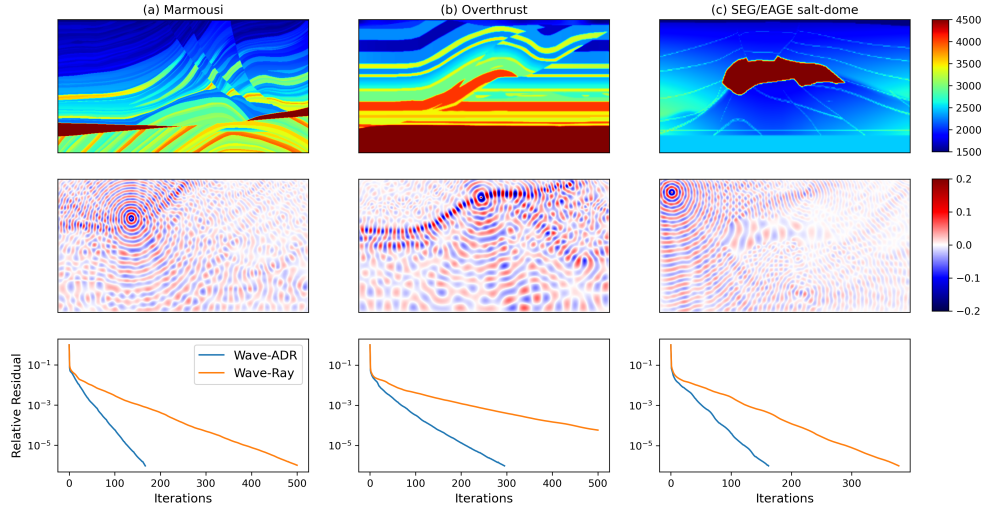 (a) Marmousi
(b) Overthrust
(c) SEG/EAGE salt-dome
4500
4000
3500
3000
2500
2000
1500
0.2
0.1
0.0
−0.1
−0.2
Relative Residual
10⁻¹
10⁻³
10⁻⁵
Wave-ADR
Wave-Ray
0 100 200 300 400 500
Iterations
10⁻¹
10⁻³
10⁻⁵
0 100 200 300 400 500
Iterations
10⁻¹
10⁻³
10⁻⁵
0 100 200 300
Iterations